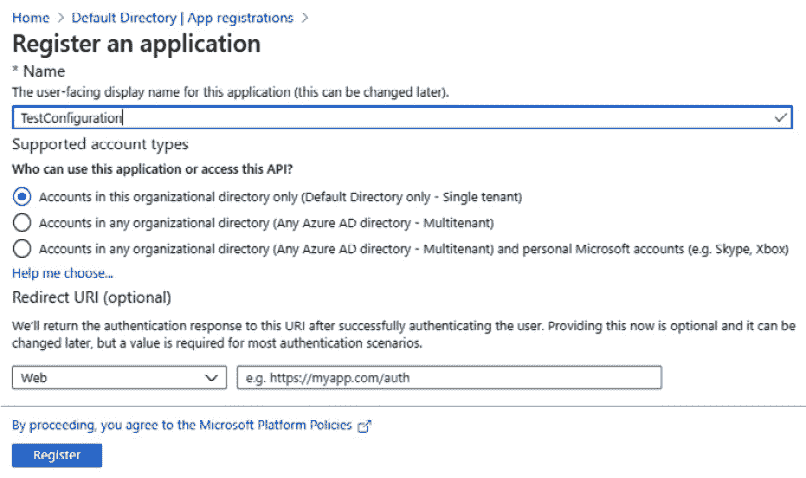 Home > Default Directory | App registrations >
Register an application
* Name
The user-facing display name for this application (this can be changed later).
TestConfiguration
Supported account types
Who can use this application or access this API?
Accounts in this organizational directory only (Default Directory only - Single tenant)
Accounts in any organizational directory (Any Azure AD directory - Multitenant)
Accounts in any organizational directory (Any Azure AD directory - Multitenant) and personal Microsoft accounts (e.g. Skype, Xbox)
Help me choose...
Redirect URI (optional)
We'll return the authentication response to this URI after successfully authenticating the user. Providing this now is optional and it can be
changed later, but a value is required for most authentication scenarios.
Web e.g. https://myapp.com/auth
By proceeding, you agree to the Microsoft Platform Policies
Register